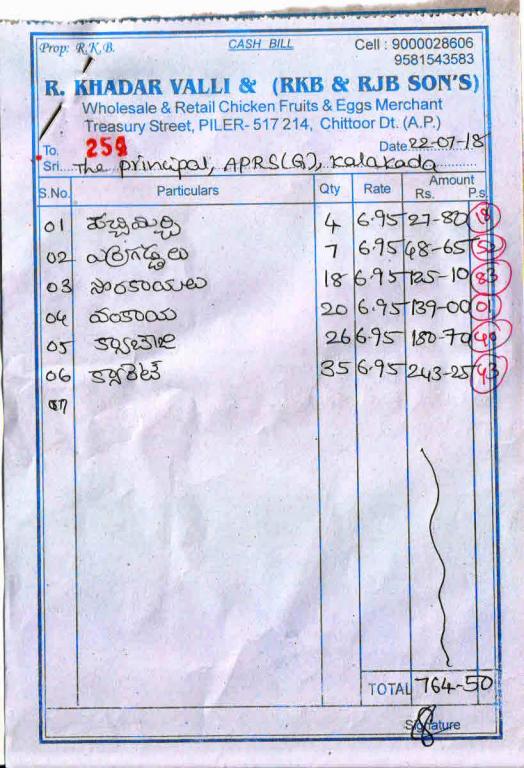 Prop: R.K.B. CASH BILL Cell : 9000028606
9581543583
R. KHADAR VALLI & (RKB & RJB SON'S)
Wholesale & Retail Chicken Fruits & Eggs Merchant
Treasury Street, PILER- 517 214, Chittoor Dt. (A.P.)
To. 259 Date 22-07-18
Sri... The principal, APRS(G), Kalakada
S.No. Particulars Qty Rate Amount
Rs. P.s
01 పచ్చిమిర్చి 4 6.95 27-80 18
02 ఎర్రగడ్డలు 7 6.95 48-65 52
03 సొరకాయలు 18 6.95 125-10 83
04 వంకాయ 20 6.95 139-00 01
05 క్యాబేజి 26 6.95 180-70 40
06 క్యారెట్ 35 6.95 243-25 43
07
TOTAL 764-50
Signature